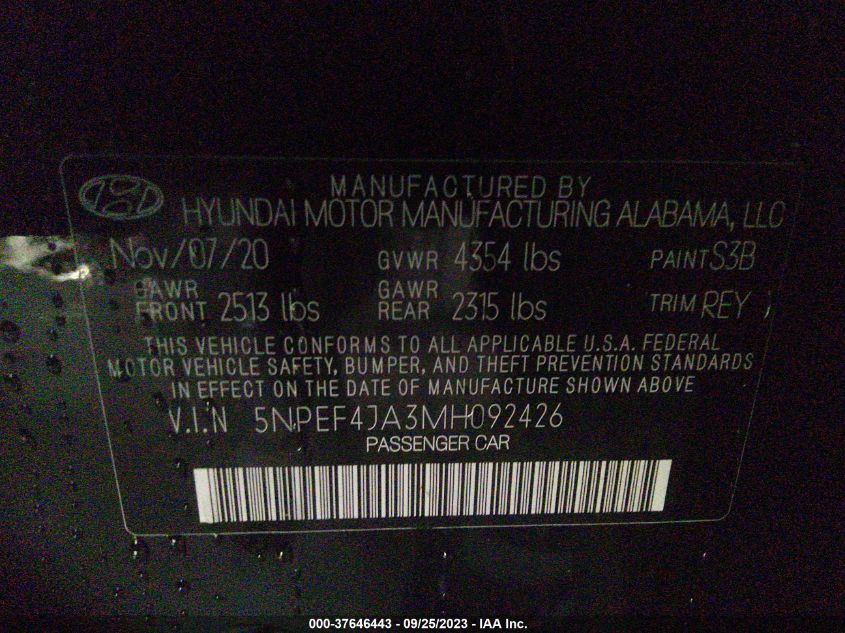 MANUFACTURED BY
HYUNDAI MOTOR MANUFACTURING ALABAMA, LLC
Nov/07/20 GVWR 4354 lbs PAINT S3B
GAWR FRONT 2513 lbs GAWR REAR 2315 lbs TRIM REY
THIS VEHICLE CONFORMS TO ALL APPLICABLE U.S.A. FEDERAL
MOTOR VEHICLE SAFETY, BUMPER, AND THEFT PREVENTION STANDARDS
IN EFFECT ON THE DATE OF MANUFACTURE SHOWN ABOVE
V.I.N 5NPEF4JA3MH092426
PASSENGER CAR
000-37646443 - 09/25/2023 - IAA Inc.